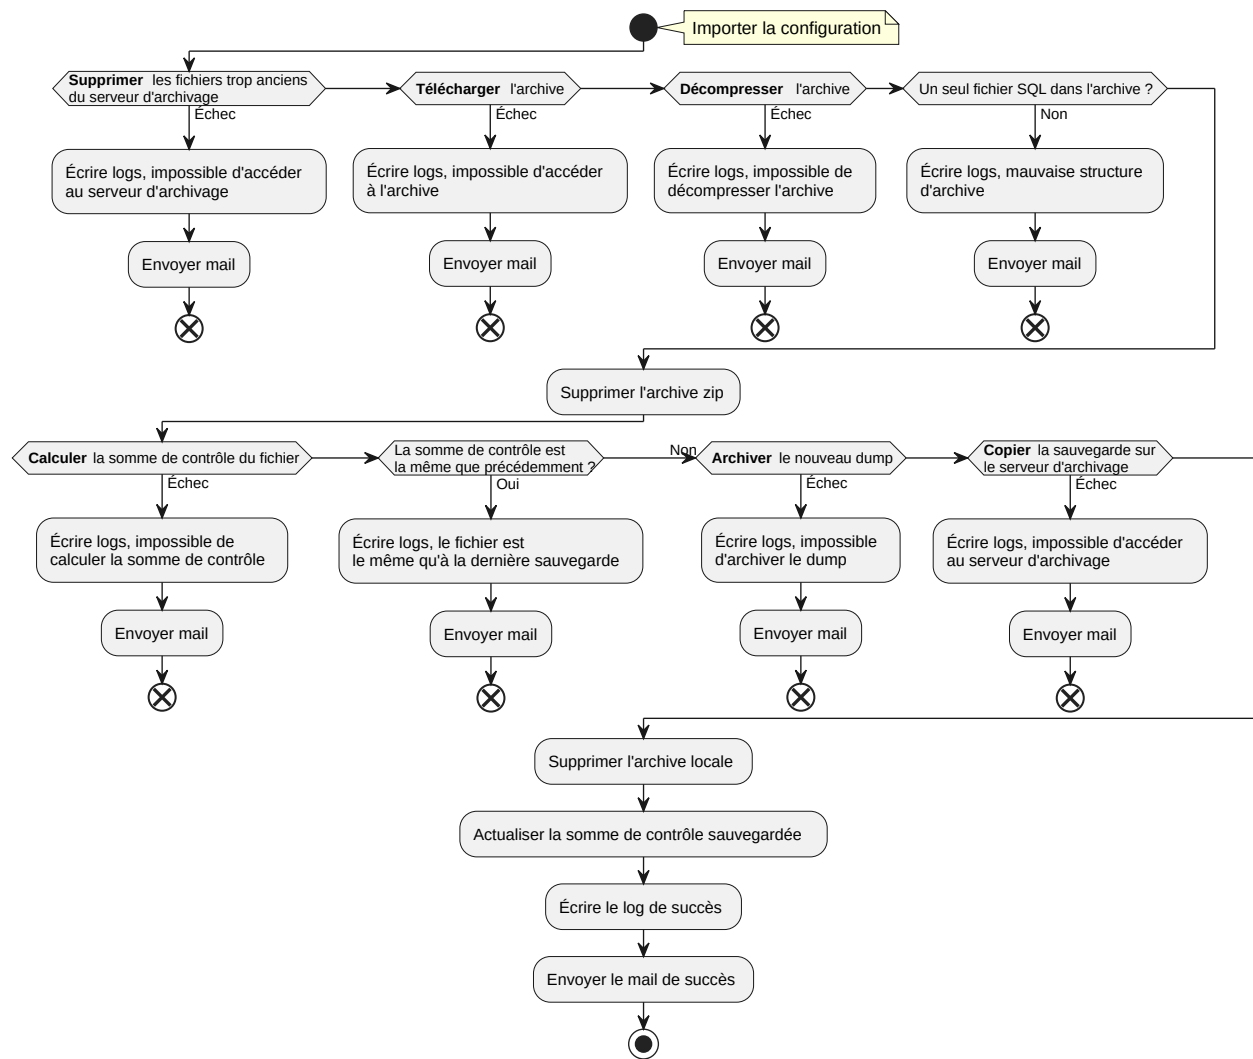 Importer la configuration
Supprimer les fichiers trop anciens
du serveur d'archivage
Télécharger l'archive
Décompresser l'archive
Un seul fichier SQL dans l'archive ?
Échec
Échec
Échec
Non
Écrire logs, impossible d'accéder
au serveur d'archivage
Écrire logs, impossible d'accéder
à l'archive
Écrire logs, impossible de
décompresser l'archive
Écrire logs, mauvaise structure
d'archive
Envoyer mail
Envoyer mail
Envoyer mail
Envoyer mail
Supprimer l'archive zip
Calculer la somme de contrôle du fichier
La somme de contrôle est
la même que précédemment ?
Non
Archiver le nouveau dump
Copier la sauvegarde sur
le serveur d'archivage
Échec
Oui
Échec
Échec
Écrire logs, impossible de
calculer la somme de contrôle
Écrire logs, le fichier est
le même qu'à la dernière sauvegarde
Écrire logs, impossible
d'archiver le dump
Écrire logs, impossible d'accéder
au serveur d'archivage
Envoyer mail
Envoyer mail
Envoyer mail
Envoyer mail
Supprimer l'archive locale
Actualiser la somme de contrôle sauvegardée
Écrire le log de succès
Envoyer le mail de succès